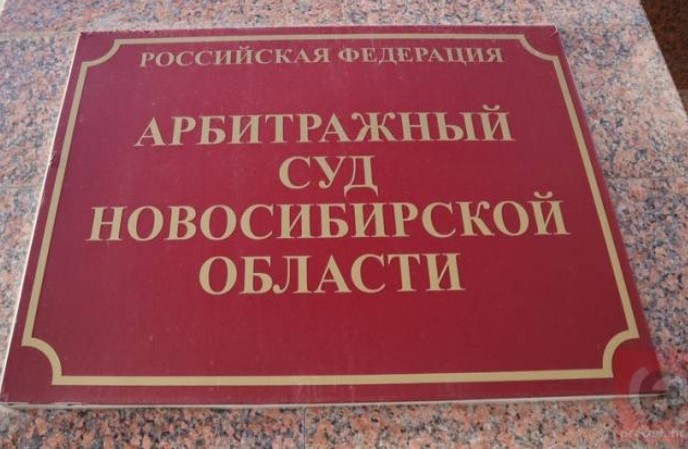 РОССИЙСКАЯ ФЕДЕРАЦИЯ
АРБИТРАЖНЫЙ
СУД
НОВОСИБИРСКОЙ
ОБЛАСТИ